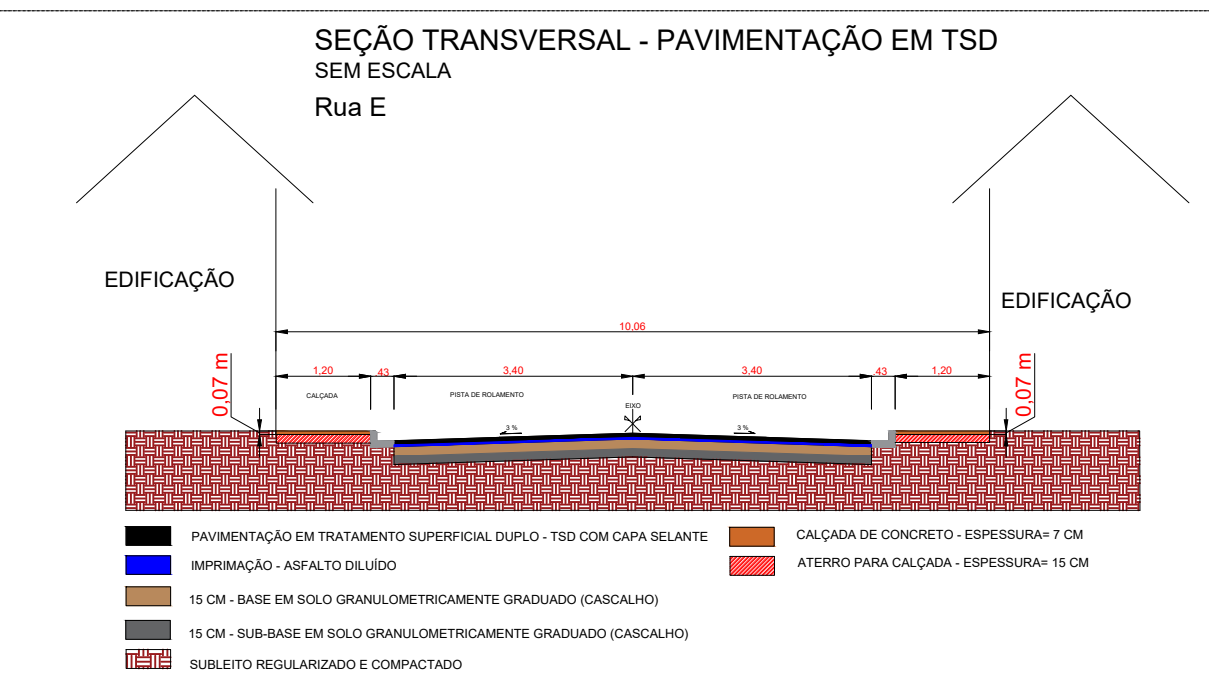 SEÇÃO TRANSVERSAL - PAVIMENTAÇÃO EM TSD
SEM ESCALA
Rua E
EDIFICAÇÃO
EDIFICAÇÃO
10,06
0,07 m
1,20
.43
3,40
3,40
.43
1,20
0,07 m
CALÇADA
PISTA DE ROLAMENTO
PISTA DE ROLAMENTO
EIXO
3 %
3 %
PAVIMENTAÇÃO EM TRATAMENTO SUPERFICIAL DUPLO - TSD COM CAPA SELANTE
IMPRIMAÇÃO - ASFALTO DILUÍDO
15 CM - BASE EM SOLO GRANULOMETRICAMENTE GRADUADO (CASCALHO)
15 CM - SUB-BASE EM SOLO GRANULOMETRICAMENTE GRADUADO (CASCALHO)
SUBLEITO REGULARIZADO E COMPACTADO
CALÇADA DE CONCRETO - ESPESSURA= 7 CM
ATERRO PARA CALÇADA - ESPESSURA= 15 CM